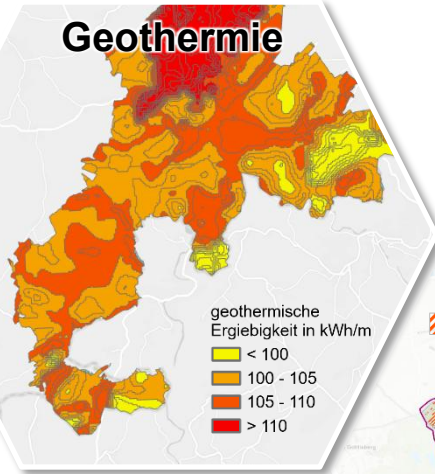 Geothermie
geothermische
Ergiebigkeit in kWh/m
< 100
100 - 105
105 - 110
> 110